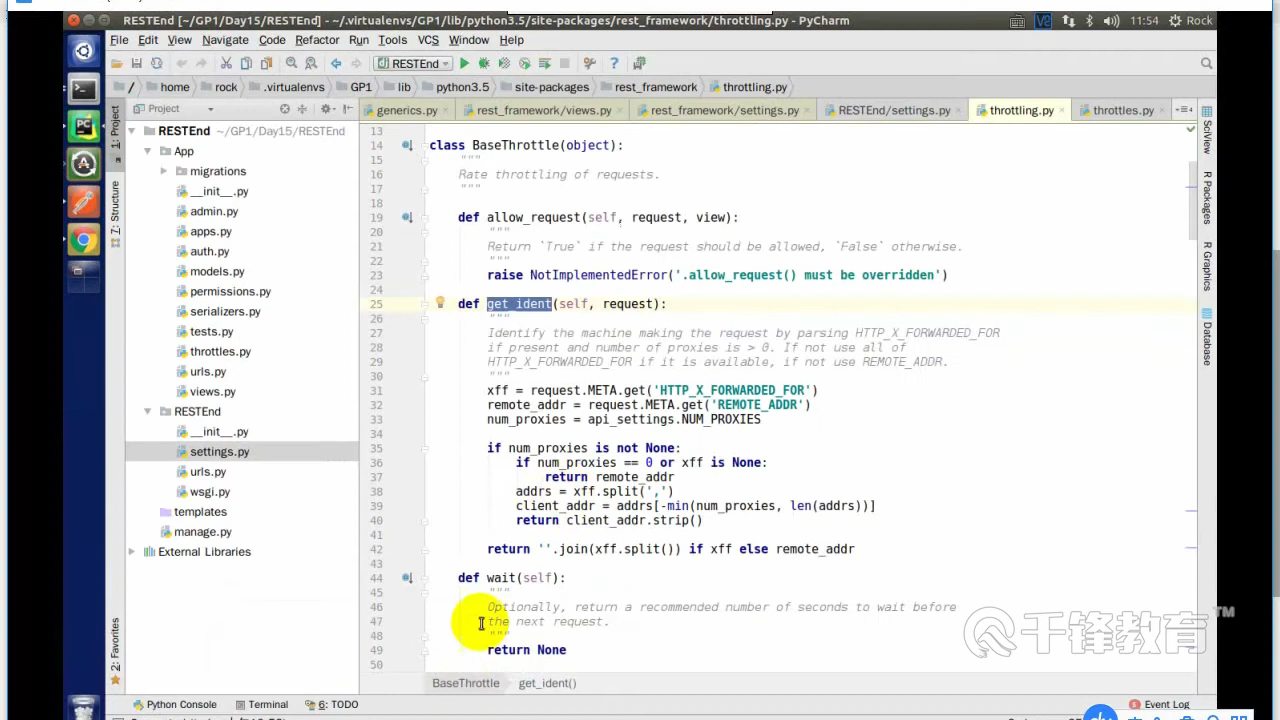 RESTEnd [~/GP1/Day15/RESTEnd] - ~/.virtualenvs/GP1/lib/python3.5/site-packages/rest_framework/throttling.py - PyCharm
11:54
Rock
File Edit View Navigate Code Refactor Run Tools VCS Window Help
RESTEnd
/ home rock .virtualenvs GP1 lib python3.5 site-packages rest_framework throttling.py
Project
generics.py rest_framework/views.py rest_framework/settings.py RESTEnd/settings.py throttling.py throttles.py
1: Project
7: Structure
2: Favorites
RESTEnd ~/GP1/Day15/RESTEnd
App
migrations
__init__.py
admin.py
apps.py
auth.py
models.py
permissions.py
serializers.py
tests.py
throttles.py
urls.py
views.py
RESTEnd
__init__.py
settings.py
urls.py
wsgi.py
templates
manage.py
External Libraries
13
14 class BaseThrottle(object):
15 """
16 Rate throttling of requests.
17 """
18
19 def allow_request(self, request, view):
20 """
21 Return `True` if the request should be allowed, `False` otherwise.
22 """
23 raise NotImplementedError('.allow_request() must be overridden')
24
25 def get_ident(self, request):
26 """
27 Identify the machine making the request by parsing HTTP_X_FORWARDED_FOR
28 if present and number of proxies is > 0. If not use all of
29 HTTP_X_FORWARDED_FOR if it is available, if not use REMOTE_ADDR.
30 """
31 xff = request.META.get('HTTP_X_FORWARDED_FOR')
32 remote_addr = request.META.get('REMOTE_ADDR')
33 num_proxies = api_settings.NUM_PROXIES
34
35 if num_proxies is not None:
36 if num_proxies == 0 or xff is None:
37 return remote_addr
38 addrs = xff.split(',')
39 client_addr = addrs[-min(num_proxies, len(addrs))]
40 return client_addr.strip()
41
42 return ''.join(xff.split()) if xff else remote_addr
43
44 def wait(self):
45 """
46 Optionally, return a recommended number of seconds to wait before
47 the next request.
48 """
49 return None
50
BaseThrottle get_ident()
SciView
R Packages
R Graphics
Database
千锋教育 TM
Python Console Terminal 6: TODO Event Log